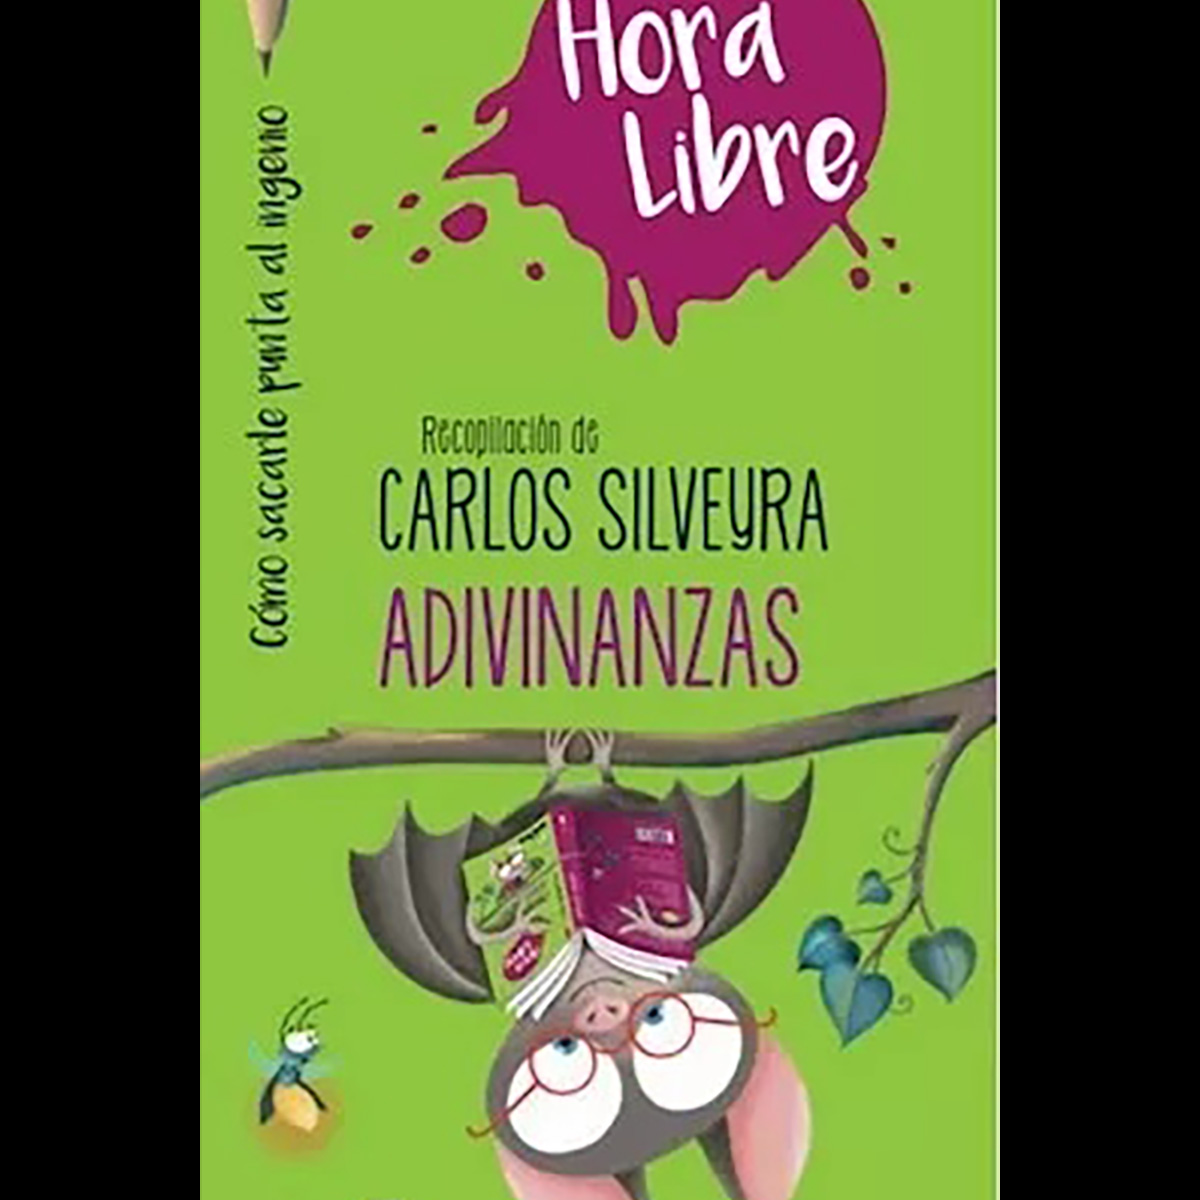 Hora
Libre
Cómo sacarle punta al ingenio
Recopilación de
CARLOS SILVEYRA
ADIVINANZAS